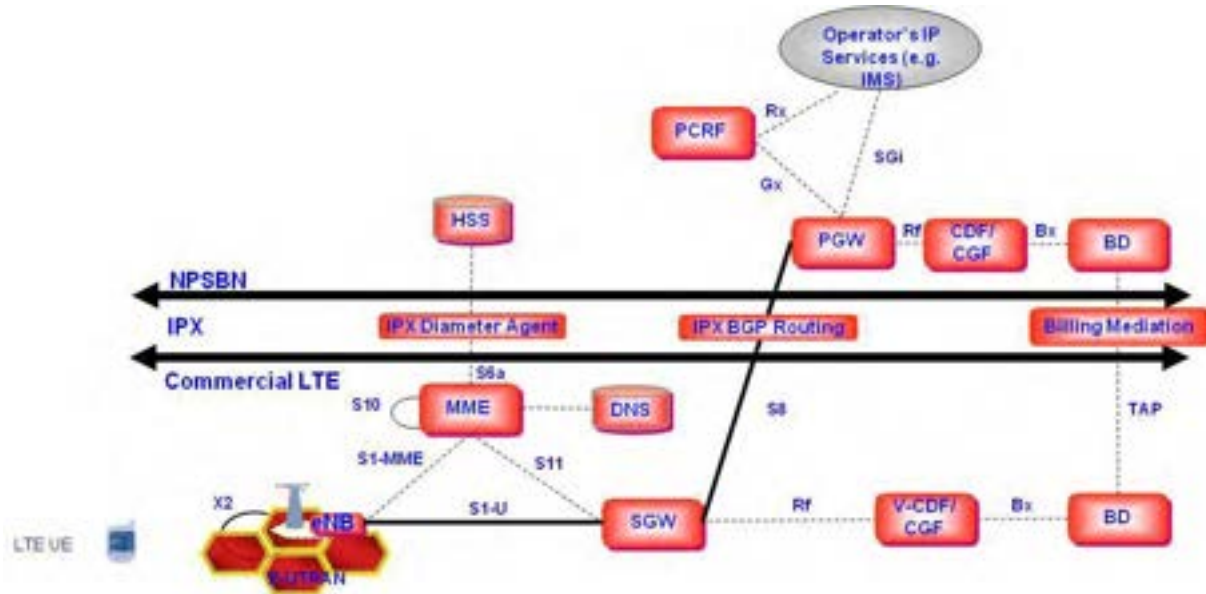 Operator's IP
Services (e.g.
IMS)
Rx
PCRF
SGi
Gx
HSS
PGW
Rf
CDF/
CGF
Bx
BD
NPSBN
IPX
IPX Diameter Agent
IPX BGP Routing
Billing Mediation
Commercial LTE
S6a
S10
MME
DNS
S8
TAP
S1-MME
S11
X2
eNB
S1-U
SGW
Rf
V-CDF/
CGF
Bx
BD
LTE UE
E-UTRAN